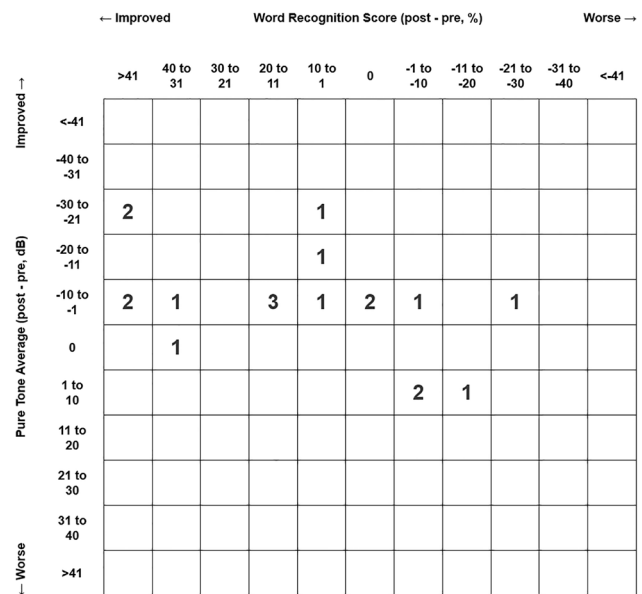 ← Improved Word Recognition Score (post - pre, %) Worse →
>41 40 to 31 30 to 21 20 to 11 10 to 1 0 -1 to -10 -11 to -20 -21 to -30 -31 to -40 <-41
Improved →
Pure Tone Average (post - pre, dB)
← Worse
<-41
-40 to
-31
-30 to
-21
2 1
-20 to
-11
1
-10 to
-1
2 1 3 1 2 1 1
0 1
1 to
10
2 1
11 to
20
21 to
30
31 to
40
>41